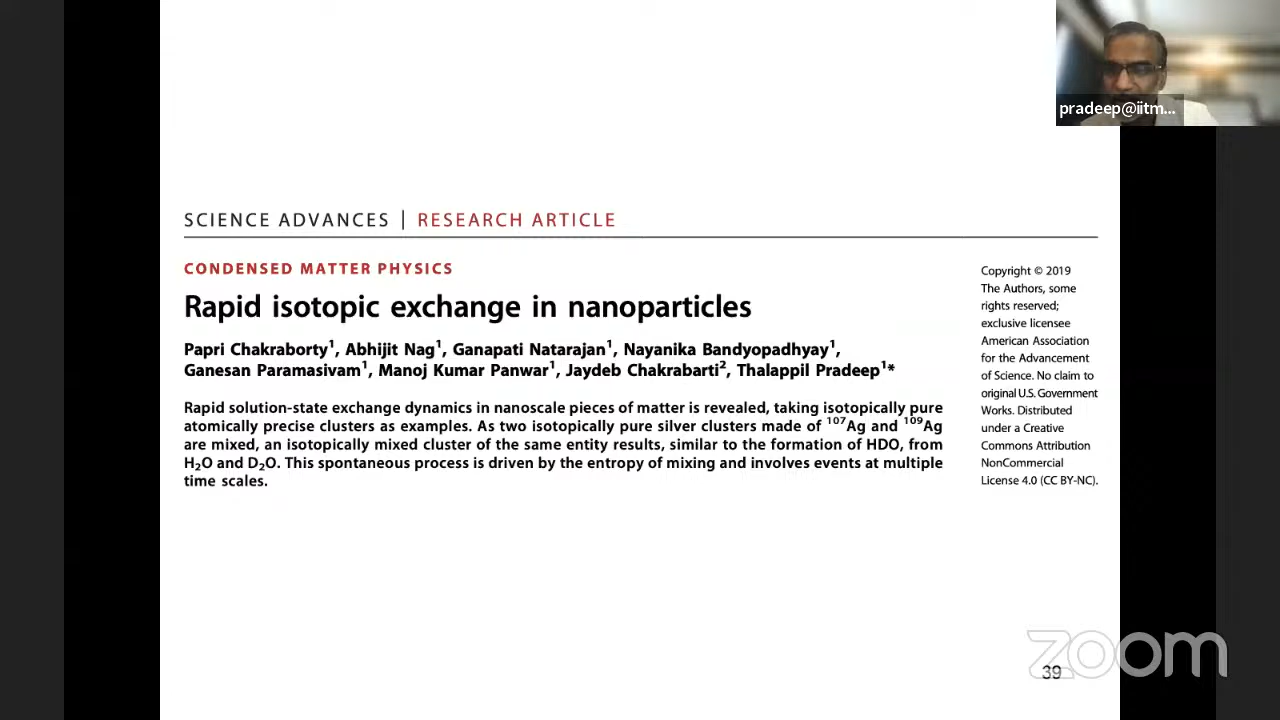 pradeep@iitm...
SCIENCE ADVANCES | RESEARCH ARTICLE
CONDENSED MATTER PHYSICS
Rapid isotopic exchange in nanoparticles
Papri Chakraborty¹, Abhijit Nag¹, Ganapati Natarajan¹, Nayanika Bandyopadhyay¹,
Ganesan Paramasivam¹, Manoj Kumar Panwar¹, Jaydeb Chakrabarti², Thalappil Pradeep¹*
Rapid solution-state exchange dynamics in nanoscale pieces of matter is revealed, taking isotopically pure
atomically precise clusters as examples. As two isotopically pure silver clusters made of ¹⁰⁷Ag and ¹⁰⁹Ag
are mixed, an isotopically mixed cluster of the same entity results, similar to the formation of HDO, from
H₂O and D₂O. This spontaneous process is driven by the entropy of mixing and involves events at multiple
time scales.
Copyright © 2019
The Authors, some
rights reserved;
exclusive licensee
American Association
for the Advancement
of Science. No claim to
original U.S. Government
Works. Distributed
under a Creative
Commons Attribution
NonCommercial
License 4.0 (CC BY-NC).
zoom
39